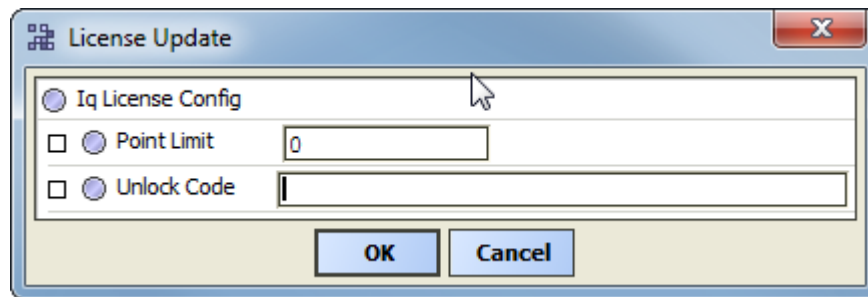 License Update
Iq License Config
Point Limit 0
Unlock Code
OK Cancel